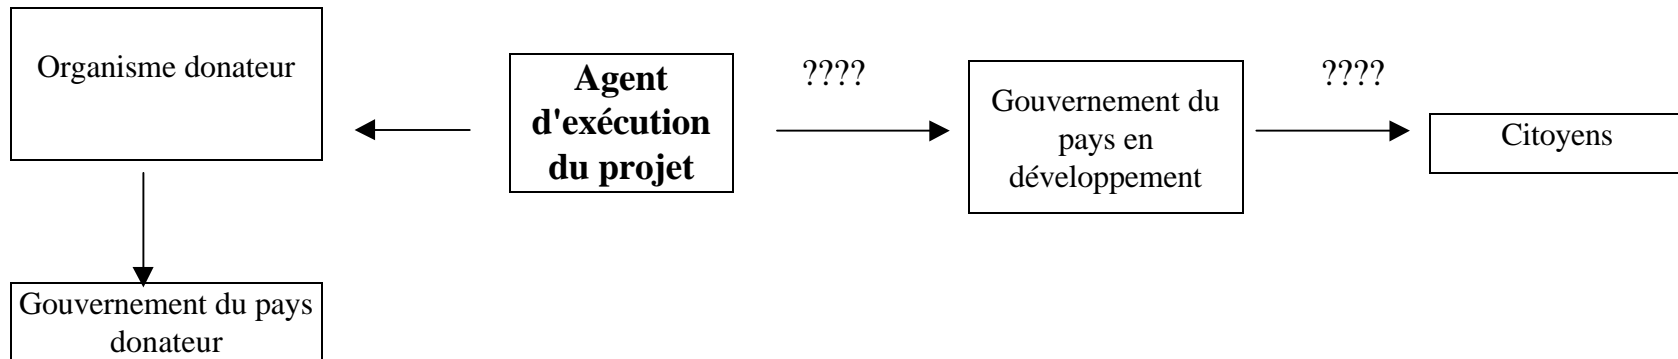 Organisme donateur
Agent
d'exécution
du projet
????
Gouvernement du
pays en
développement
????
Citoyens
Gouvernement du pays
donateur